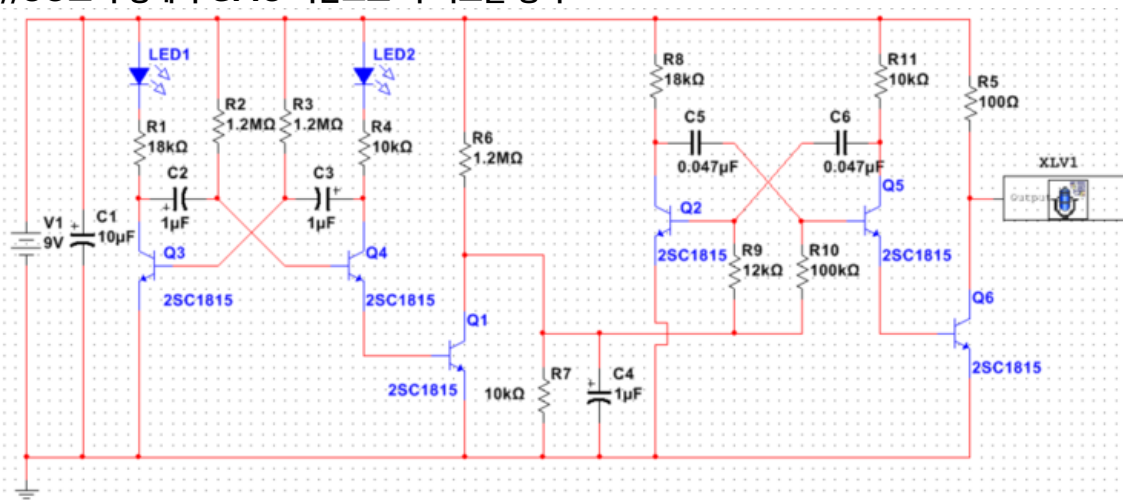 LED1
LED2
R1
18kΩ
R2
1.2MΩ
R3
1.2MΩ
R4
10kΩ
C2
1µF
C3
1µF
V1
9V
C1
10µF
Q3
2SC1815
Q4
2SC1815
R6
1.2MΩ
Q1
2SC1815
R7
10kΩ
C4
1µF
R8
18kΩ
C5
0.047µF
C6
0.047µF
R11
10kΩ
R5
100Ω
Q2
2SC1815
Q5
2SC1815
R9
12kΩ
R10
100kΩ
Q6
2SC1815
XLV1